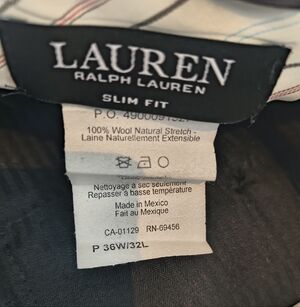 LAUREN
RALPH LAUREN
SLIM FIT
P.O.
100% Wool Natural Stretch -
Laine Naturellement Extensible
Nettoyage à sec seulement
Repasser à basse température
Made in Mexico
Fait au Mexique
CA-01129 RN-69456
P 36W/32L